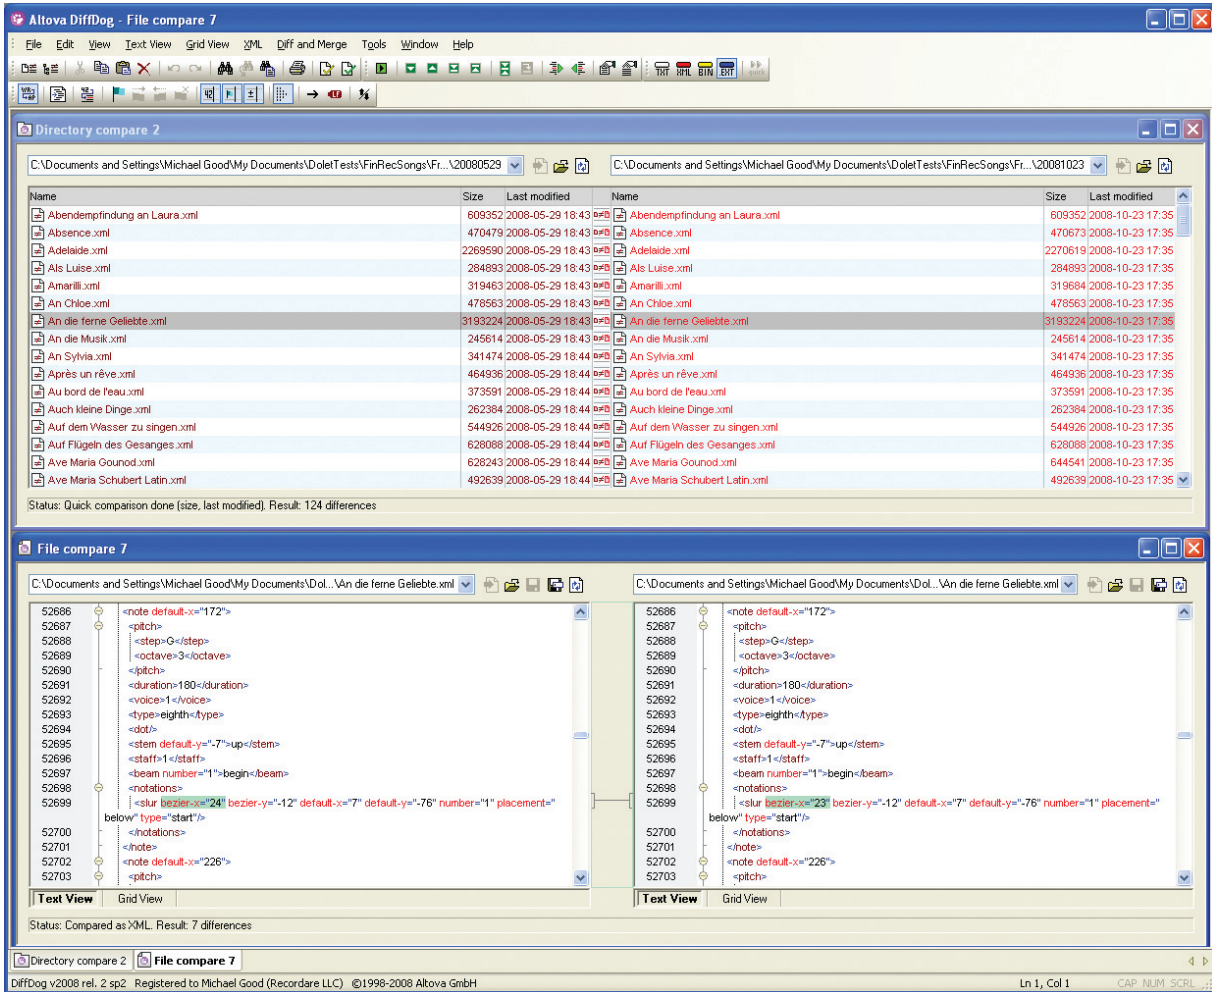 Altova DiffDog - File compare 7
File Edit View Text View Grid View XML Diff and Merge Tools Window Help
TXT XML BIN .EXT quick
Directory compare 2
C:\Documents and Settings\Michael Good\My Documents\DoletTests\FinRecSongs\Fr...\20080529 C:\Documents and Settings\Michael Good\My Documents\DoletTests\FinRecSongs\Fr...\20081023
Name Size Last modified Name Size Last modified
Abendempfindung an Laura.xml 609352 2008-05-29 18:43 Abendempfindung an Laura.xml 609352 2008-10-23 17:35
Absence.xml 470479 2008-05-29 18:43 Absence.xml 470673 2008-10-23 17:35
Adelaide.xml 2269590 2008-05-29 18:43 Adelaide.xml 2270619 2008-10-23 17:35
Als Luise.xml 284893 2008-05-29 18:43 Als Luise.xml 284893 2008-10-23 17:35
Amarilli.xml 319463 2008-05-29 18:43 Amarilli.xml 319684 2008-10-23 17:35
An Chloe.xml 478563 2008-05-29 18:43 An Chloe.xml 478563 2008-10-23 17:35
An die ferne Geliebte.xml 3193224 2008-05-29 18:43 An die ferne Geliebte.xml 3193224 2008-10-23 17:35
An die Musik.xml 245614 2008-05-29 18:43 An die Musik.xml 245614 2008-10-23 17:35
An Sylvia.xml 341474 2008-05-29 18:44 An Sylvia.xml 341474 2008-10-23 17:35
Après un rêve.xml 464936 2008-05-29 18:44 Après un rêve.xml 464936 2008-10-23 17:35
Au bord de l'eau.xml 373591 2008-05-29 18:44 Au bord de l'eau.xml 373591 2008-10-23 17:35
Auch kleine Dinge.xml 262384 2008-05-29 18:44 Auch kleine Dinge.xml 262384 2008-10-23 17:35
Auf dem Wasser zu singen.xml 544926 2008-05-29 18:44 Auf dem Wasser zu singen.xml 544926 2008-10-23 17:35
Auf Flügeln des Gesanges.xml 628088 2008-05-29 18:44 Auf Flügeln des Gesanges.xml 628088 2008-10-23 17:35
Ave Maria Gounod.xml 628243 2008-05-29 18:44 Ave Maria Gounod.xml 644541 2008-10-23 17:35
Ave Maria Schubert Latin.xml 492639 2008-05-29 18:44 Ave Maria Schubert Latin.xml 492639 2008-10-23 17:35
Status: Quick comparison done (size, last modified). Result: 124 differences
File compare 7
C:\Documents and Settings\Michael Good\My Documents\Dol...\An die ferne Geliebte.xml C:\Documents and Settings\Michael Good\My Documents\Dol...\An die ferne Geliebte.xml
52686 <note default-x="172"> 52686 <note default-x="172">
52687 <pitch> 52687 <pitch>
52688 <step>G</step> 52688 <step>G</step>
52689 <octave>3</octave> 52689 <octave>3</octave>
52690 </pitch> 52690 </pitch>
52691 <duration>180</duration> 52691 <duration>180</duration>
52692 <voice>1</voice> 52692 <voice>1</voice>
52693 <type>eighth</type> 52693 <type>eighth</type>
52694 <dot/> 52694 <dot/>
52695 <stem default-y="-7">up</stem> 52695 <stem default-y="-7">up</stem>
52696 <staff>1</staff> 52696 <staff>1</staff>
52697 <beam number="1">begin</beam> 52697 <beam number="1">begin</beam>
52698 <notations> 52698 <notations>
52699 <slur bezier-x="24" bezier-y="-12" default-x="7" default-y="-76" number="1" placement=" 52699 <slur bezier-x="23" bezier-y="-12" default-x="7" default-y="-76" number="1" placement="
below" type="start"/> below" type="start"/>
52700 </notations> 52700 </notations>
52701 </note> 52701 </note>
52702 <note default-x="226"> 52702 <note default-x="226">
52703 <pitch> 52703 <pitch>
Text View Grid View Text View Grid View
Status: Compared as XML. Result: 7 differences
Directory compare 2 File compare 7
DiffDog v2008 rel. 2 sp2 Registered to Michael Good (Recordare LLC) ©1998-2008 Altova GmbH Ln 1, Col 1 CAP NUM SCRL